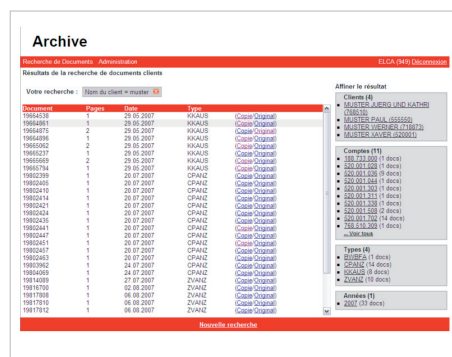 Archive
Recherche de Documents Administration ELCA (949) Déconnexion
Résultats de la recherche de documents clients
Votre recherche : Nom du client = muster
Document Pages Date Type
19664538 1 29.05.2007 KKAUS (Copie/Original)
19664861 1 29.05.2007 KKAUS (Copie/Original)
19664875 2 29.05.2007 KKAUS (Copie/Original)
19664896 1 29.05.2007 KKAUS (Copie/Original)
19665062 2 29.05.2007 KKAUS (Copie/Original)
19665237 1 29.05.2007 KKAUS (Copie/Original)
19665669 2 29.05.2007 KKAUS (Copie/Original)
19665794 1 29.05.2007 KKAUS (Copie/Original)
19802399 1 20.07.2007 CPANZ (Copie/Original)
19802405 1 20.07.2007 CPANZ (Copie/Original)
19802410 1 20.07.2007 CPANZ (Copie/Original)
19802414 1 20.07.2007 CPANZ (Copie/Original)
19802421 1 20.07.2007 CPANZ (Copie/Original)
19802424 1 20.07.2007 CPANZ (Copie/Original)
19802435 1 20.07.2007 CPANZ (Copie/Original)
19802441 1 20.07.2007 CPANZ (Copie/Original)
19802447 1 20.07.2007 CPANZ (Copie/Original)
19802451 1 20.07.2007 CPANZ (Copie/Original)
19802457 1 20.07.2007 CPANZ (Copie/Original)
19802463 1 20.07.2007 CPANZ (Copie/Original)
19803962 1 24.07.2007 CPANZ (Copie/Original)
19804069 1 24.07.2007 CPANZ (Copie/Original)
19814089 1 27.07.2007 ZVANZ (Copie/Original)
19816700 1 02.08.2007 ZVANZ (Copie/Original)
19817808 1 06.08.2007 ZVANZ (Copie/Original)
19817810 1 06.08.2007 ZVANZ (Copie/Original)
19817812 1 06.08.2007 ZVANZ (Copie/Original)
Affiner le résultat
Clients (4)
MUSTER JUERG UND KATHRI
(768510)
MUSTER PAUL (555550)
MUSTER WERNER (718873)
MUSTER XAVER (520001)
Comptes (11)
188.733.000 (1 docs)
520.001.028 (1 docs)
520.001.036 (9 docs)
520.001.044 (1 docs)
520.001.303 (1 docs)
520.001.311 (1 docs)
520.001.338 (1 docs)
520.001.508 (2 docs)
520.001.702 (14 docs)
768.510.309 (1 docs)
... Voir tous
Types (4)
BWBFA (1 docs)
CPANZ (14 docs)
KKAUS (8 docs)
ZVANZ (10 docs)
Années (1)
2007 (33 docs)
Nouvelle recherche